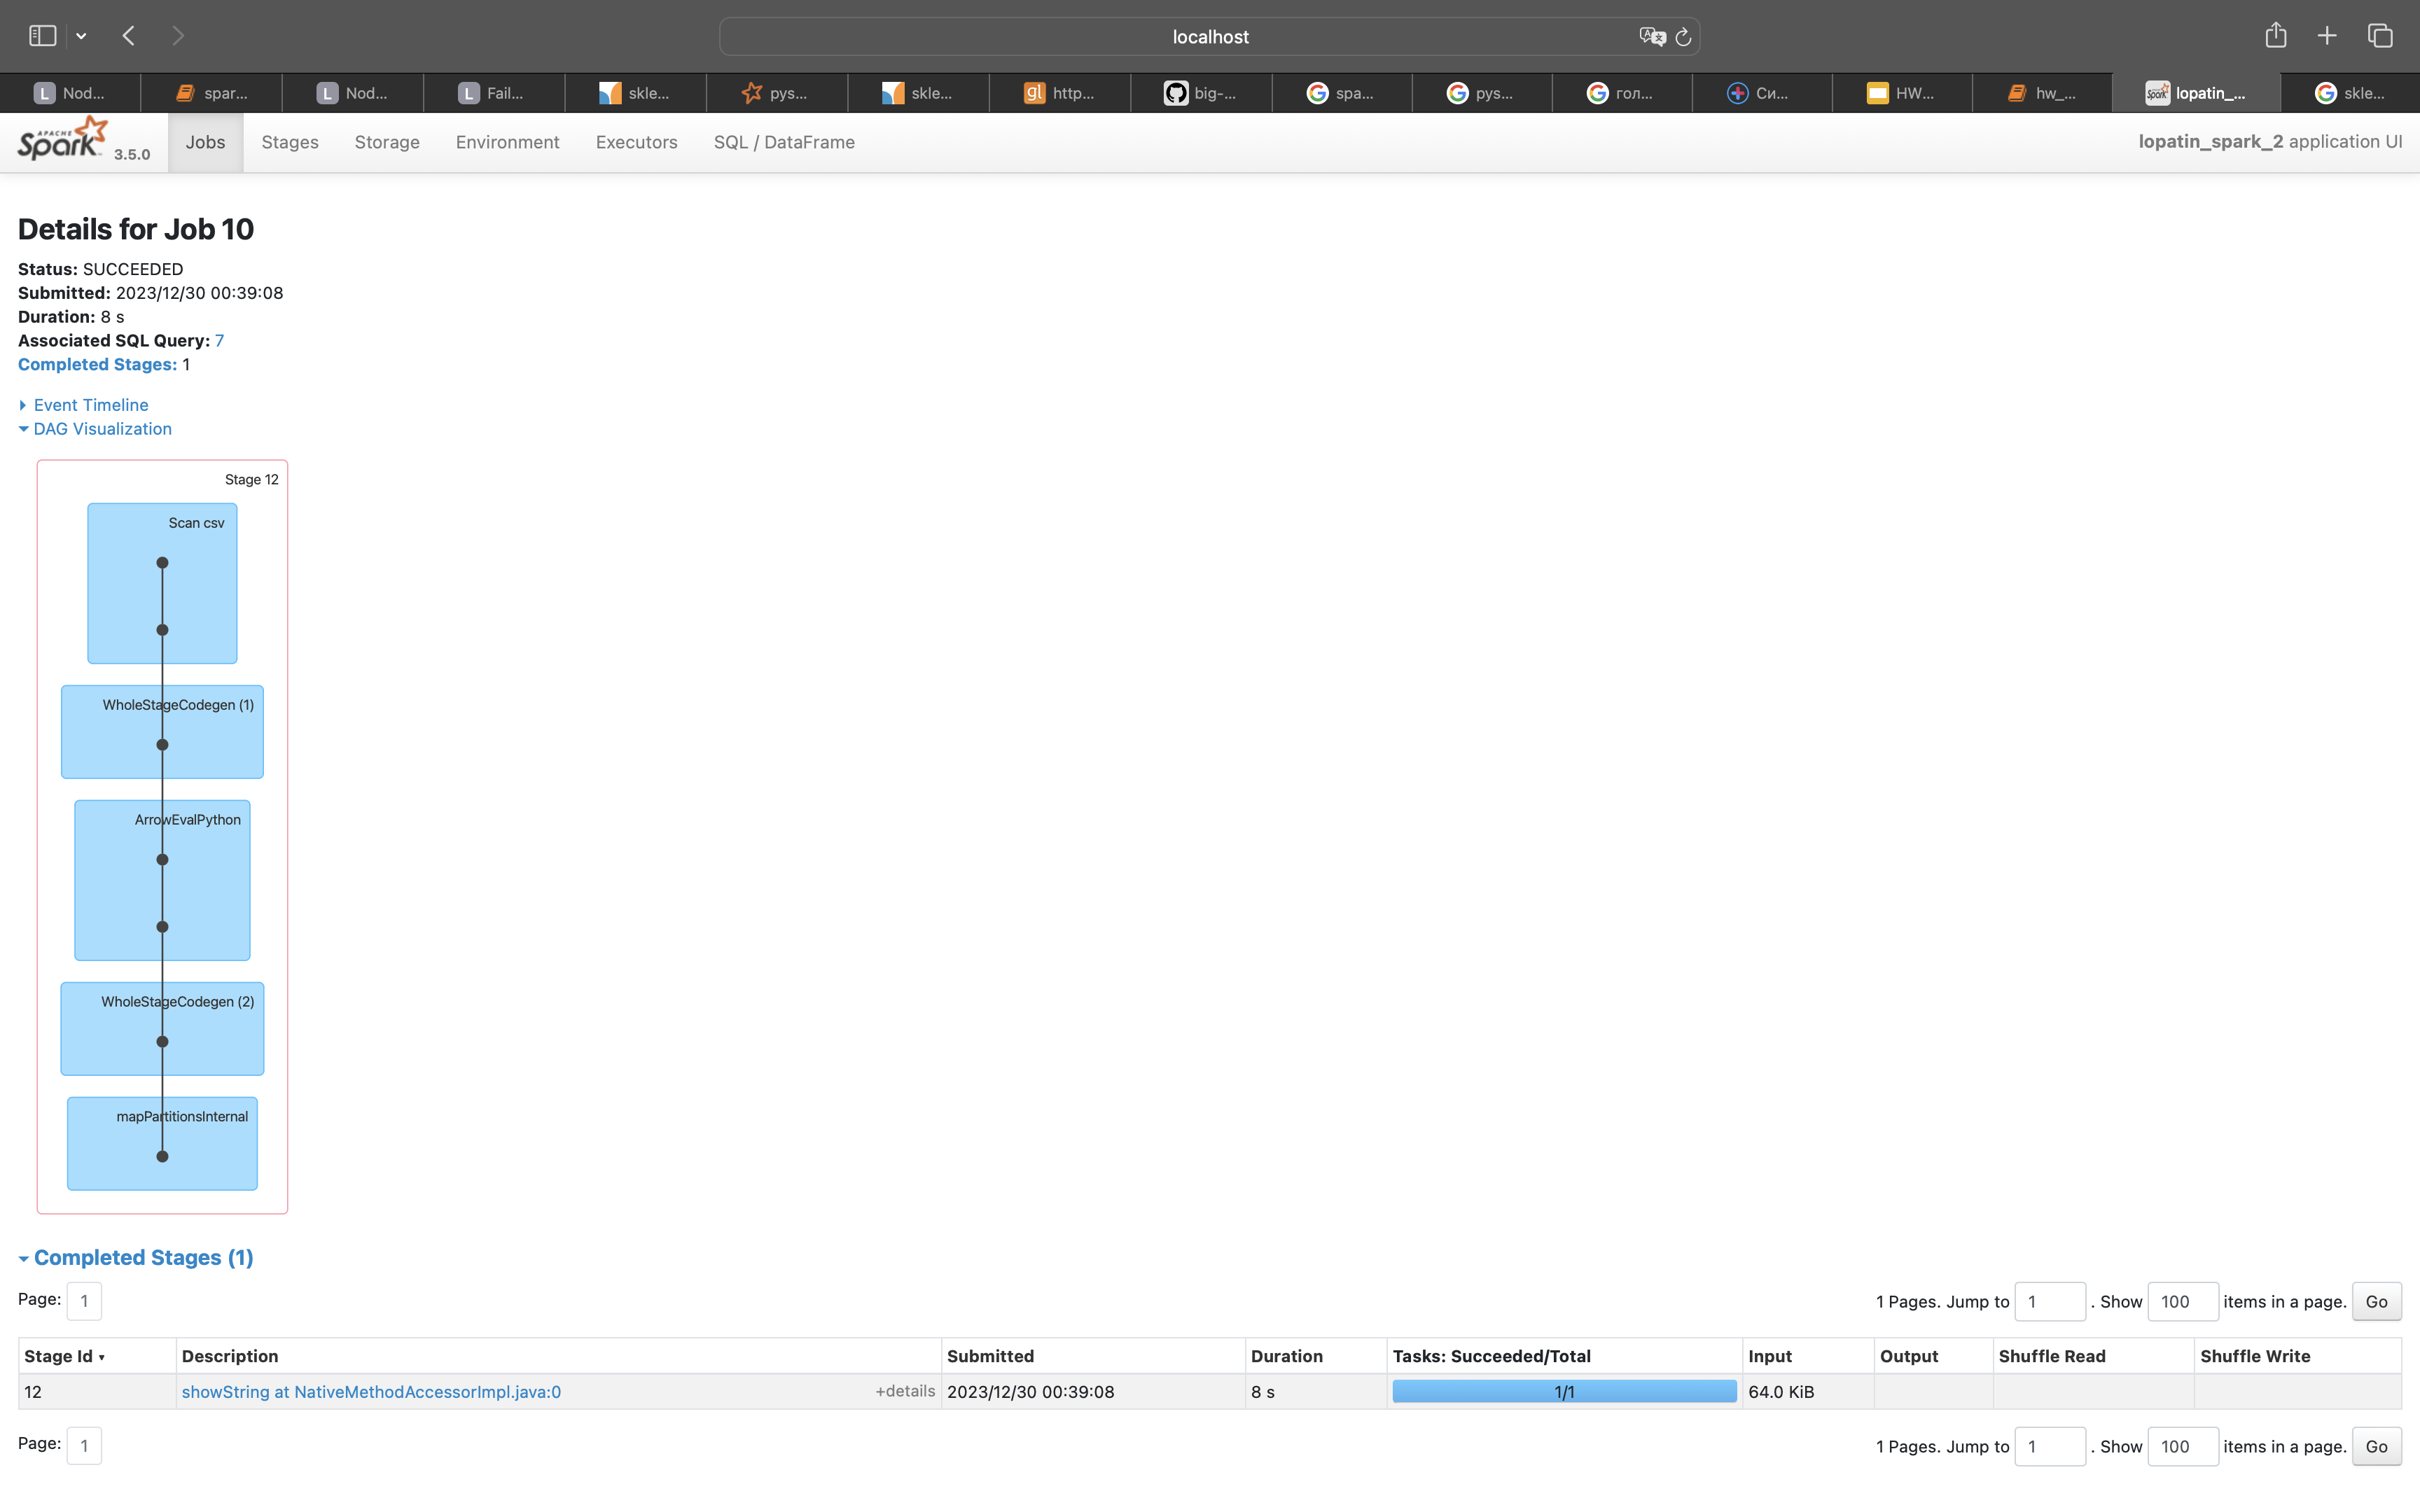 localhost
L Nod...
spar...
L Nod...
L Fail...
skle...
pys...
skle...
gl http...
big-...
spa...
pys...
гол...
Си...
HW...
hw_...
Spark lopatin_...
skle...
APACHE Spark 3.5.0
Jobs
Stages
Storage
Environment
Executors
SQL / DataFrame
lopatin_spark_2 application UI
Details for Job 10
Status: SUCCEEDED
Submitted: 2023/12/30 00:39:08
Duration: 8 s
Associated SQL Query: 7
Completed Stages: 1
Event Timeline
DAG Visualization
Stage 12
Scan csv
WholeStageCodegen (1)
ArrowEvalPython
WholeStageCodegen (2)
mapPartitionsInternal
Completed Stages (1)
Page: 1
1 Pages. Jump to 1 . Show 100 items in a page. Go
Stage Id ▾ Description Submitted Duration Tasks: Succeeded/Total Input Output Shuffle Read Shuffle Write
12 showString at NativeMethodAccessorImpl.java:0 +details 2023/12/30 00:39:08 8 s 1/1 64.0 KiB
Page: 1
1 Pages. Jump to 1 . Show 100 items in a page. Go